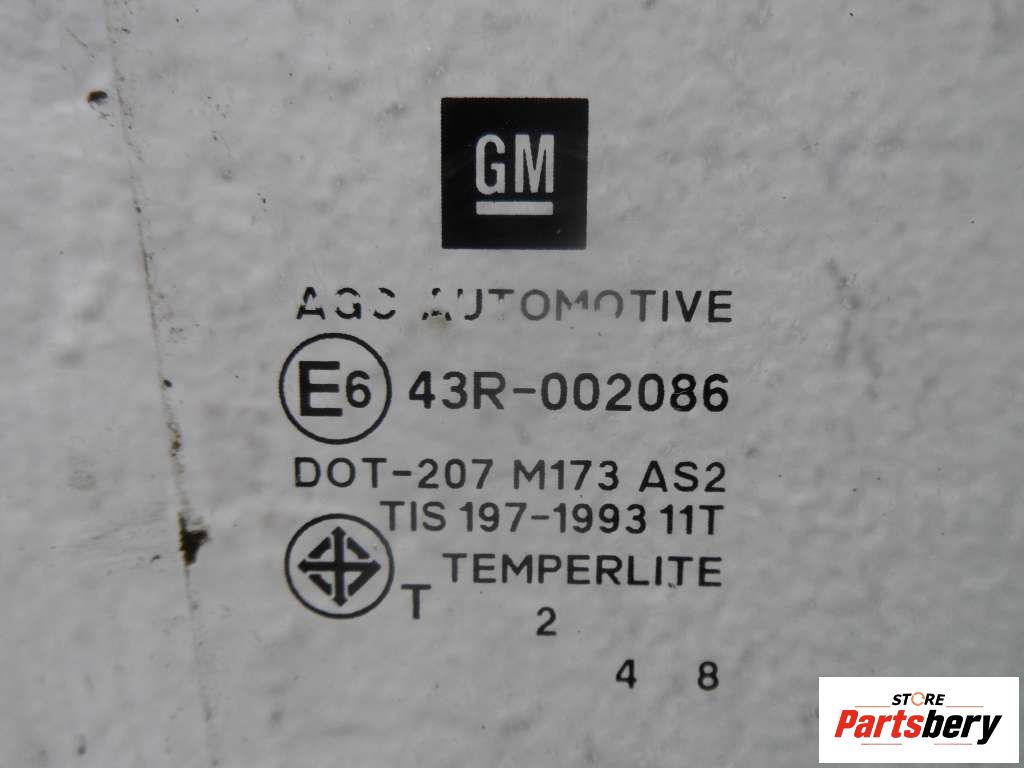 GM
AGC AUTOMOTIVE
E6 43R-002086
DOT-207 M173 AS2
TIS 197-1993 11T
T TEMPERLITE
2
4 8
STORE
Partsbery